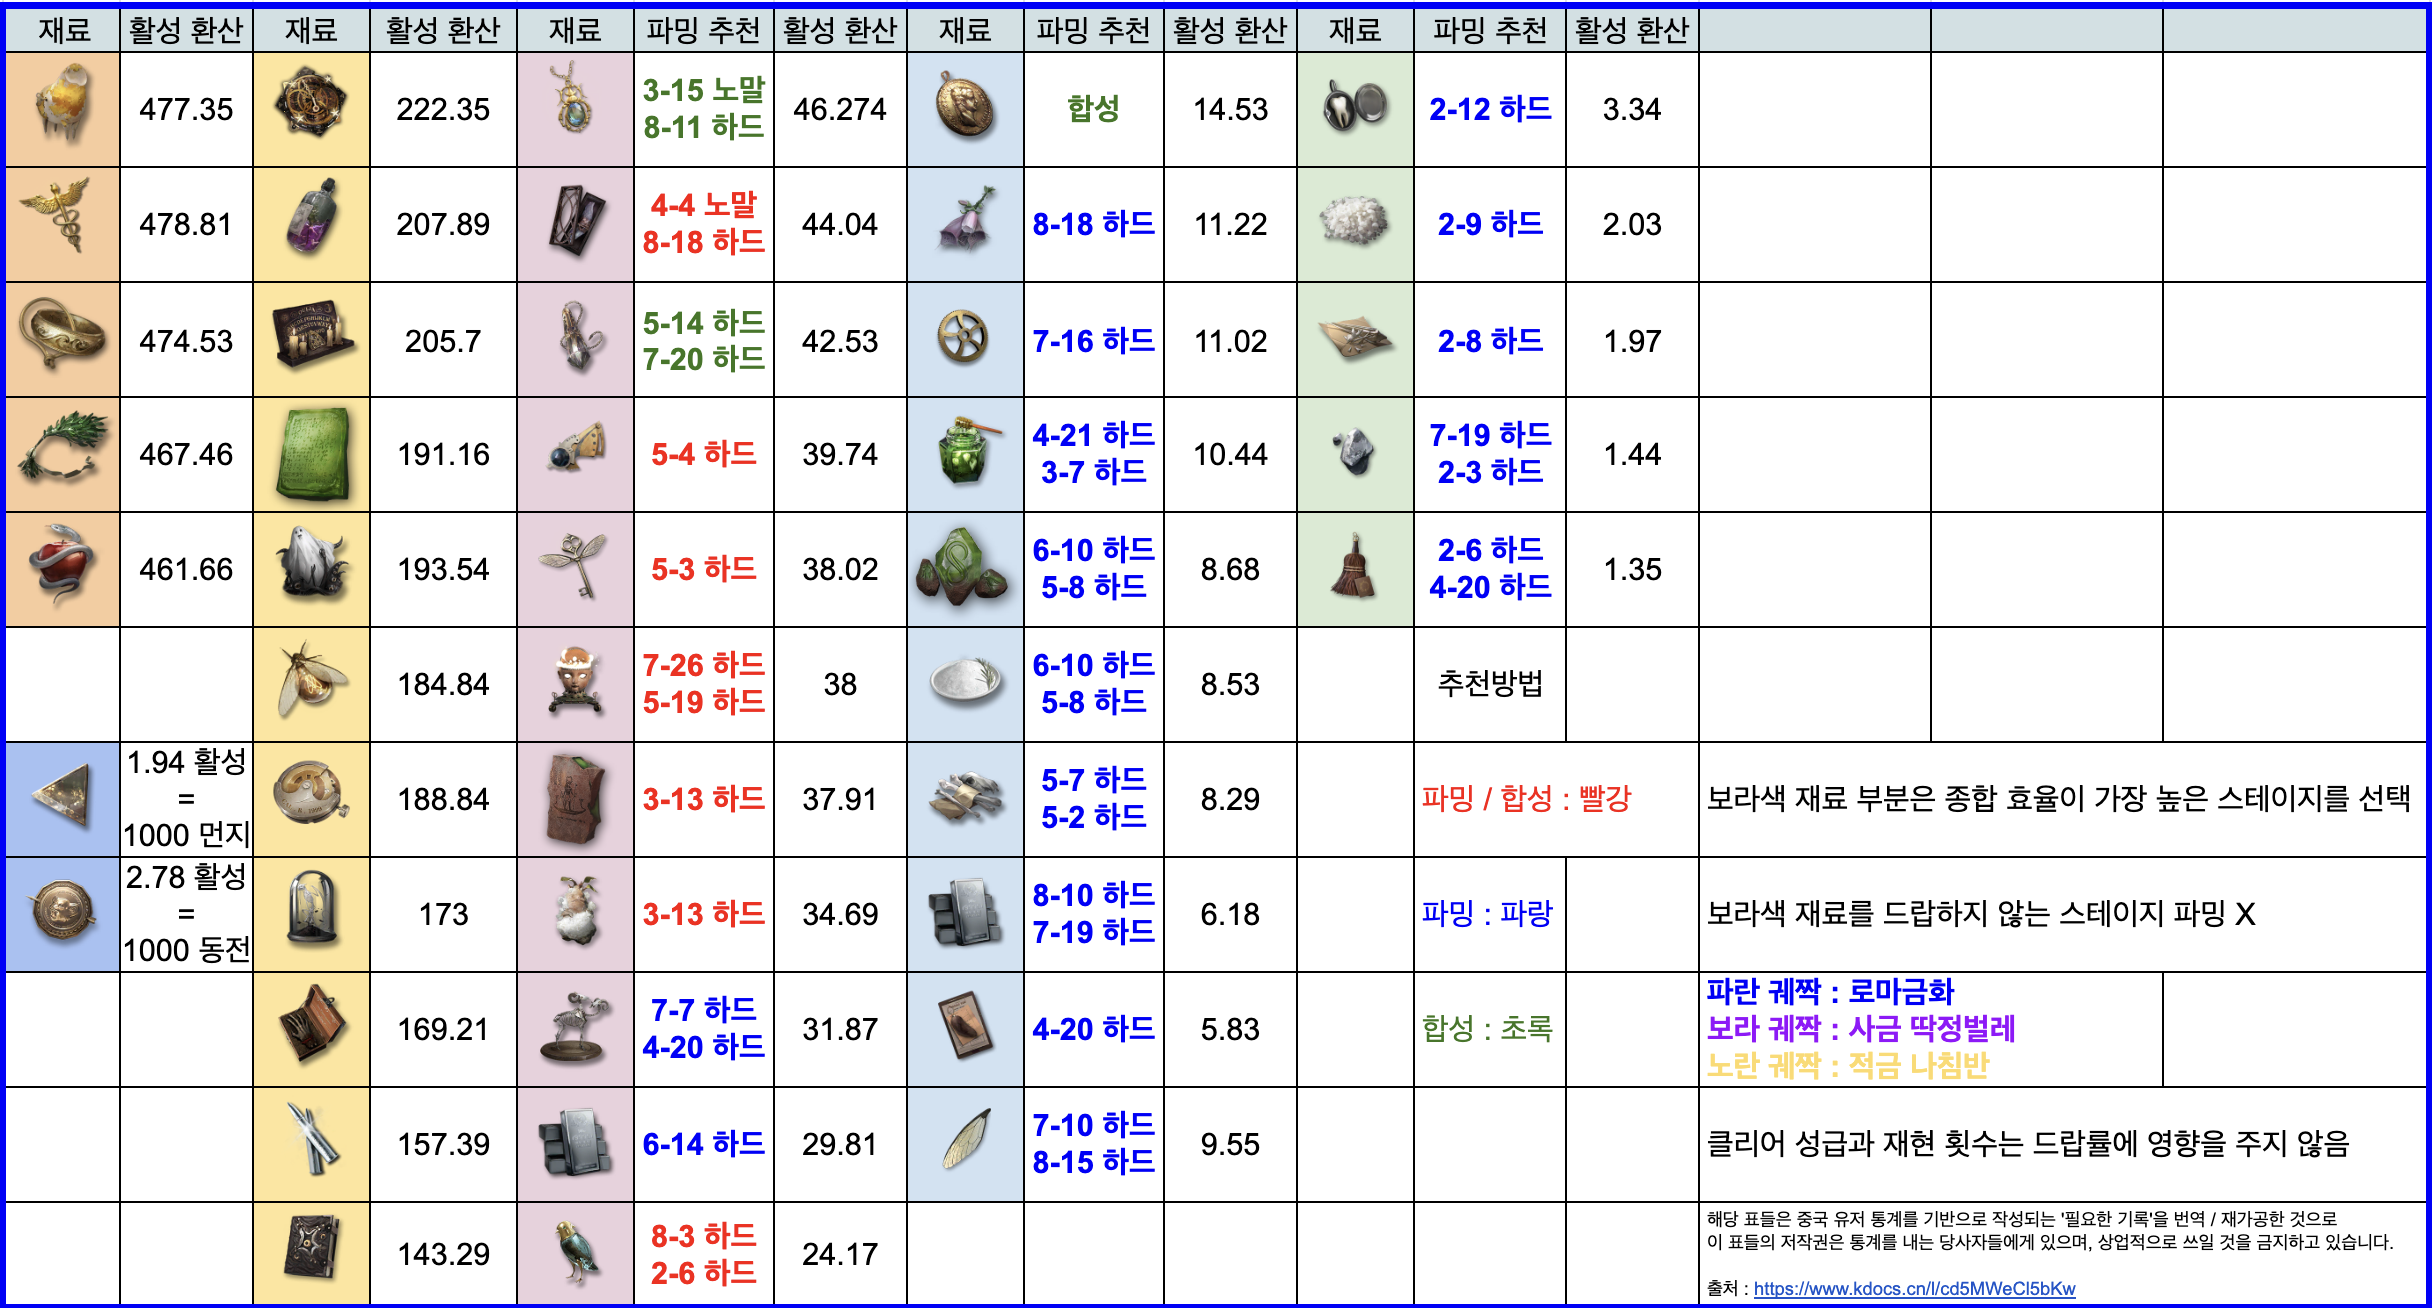 재료 활성 환산 재료 활성 환산 재료 파밍 추천 활성 환산 재료 파밍 추천 활성 환산 재료 파밍 추천 활성 환산
477.35 222.35 3-15 노말 46.274 합성 14.53 2-12 하드 3.34
8-11 하드
478.81 207.89 4-4 노말 44.04 8-18 하드 11.22 2-9 하드 2.03
8-18 하드
474.53 205.7 5-14 하드 42.53 7-16 하드 11.02 2-8 하드 1.97
7-20 하드
467.46 191.16 5-4 하드 39.74 4-21 하드 10.44 7-19 하드 1.44
3-7 하드 2-3 하드
461.66 193.54 5-3 하드 38.02 6-10 하드 8.68 2-6 하드 1.35
5-8 하드 4-20 하드
184.84 7-26 하드 38 6-10 하드 8.53 추천방법
5-19 하드 5-8 하드
1.94 활성
=
1000 먼지
188.84 3-13 하드 37.91 5-7 하드 8.29 파밍 / 합성 : 빨강 보라색 재료 부분은 종합 효율이 가장 높은 스테이지를 선택
5-2 하드
2.78 활성
=
1000 동전
173 3-13 하드 34.69 8-10 하드 6.18 파밍 : 파랑 보라색 재료를 드랍하지 않는 스테이지 파밍 X
7-19 하드
169.21 7-7 하드 31.87 4-20 하드 5.83 합성 : 초록
4-20 하드
파란 궤짝 : 로마금화
보라 궤짝 : 사금 딱정벌레
노란 궤짝 : 적금 나침반
157.39 6-14 하드 29.81 7-10 하드 9.55 클리어 성급과 재현 횟수는 드랍률에 영향을 주지 않음
8-15 하드
143.29 8-3 하드 24.17
2-6 하드
해당 표들은 중국 유저 통계를 기반으로 작성되는 '필요한 기록'을 번역 / 재가공한 것으로
이 표들의 저작권은 통계를 내는 당사자들에게 있으며, 상업적으로 쓰일 것을 금지하고 있습니다.
출처 : https://www.kdocs.cn/l/cd5MWeCl5bKw